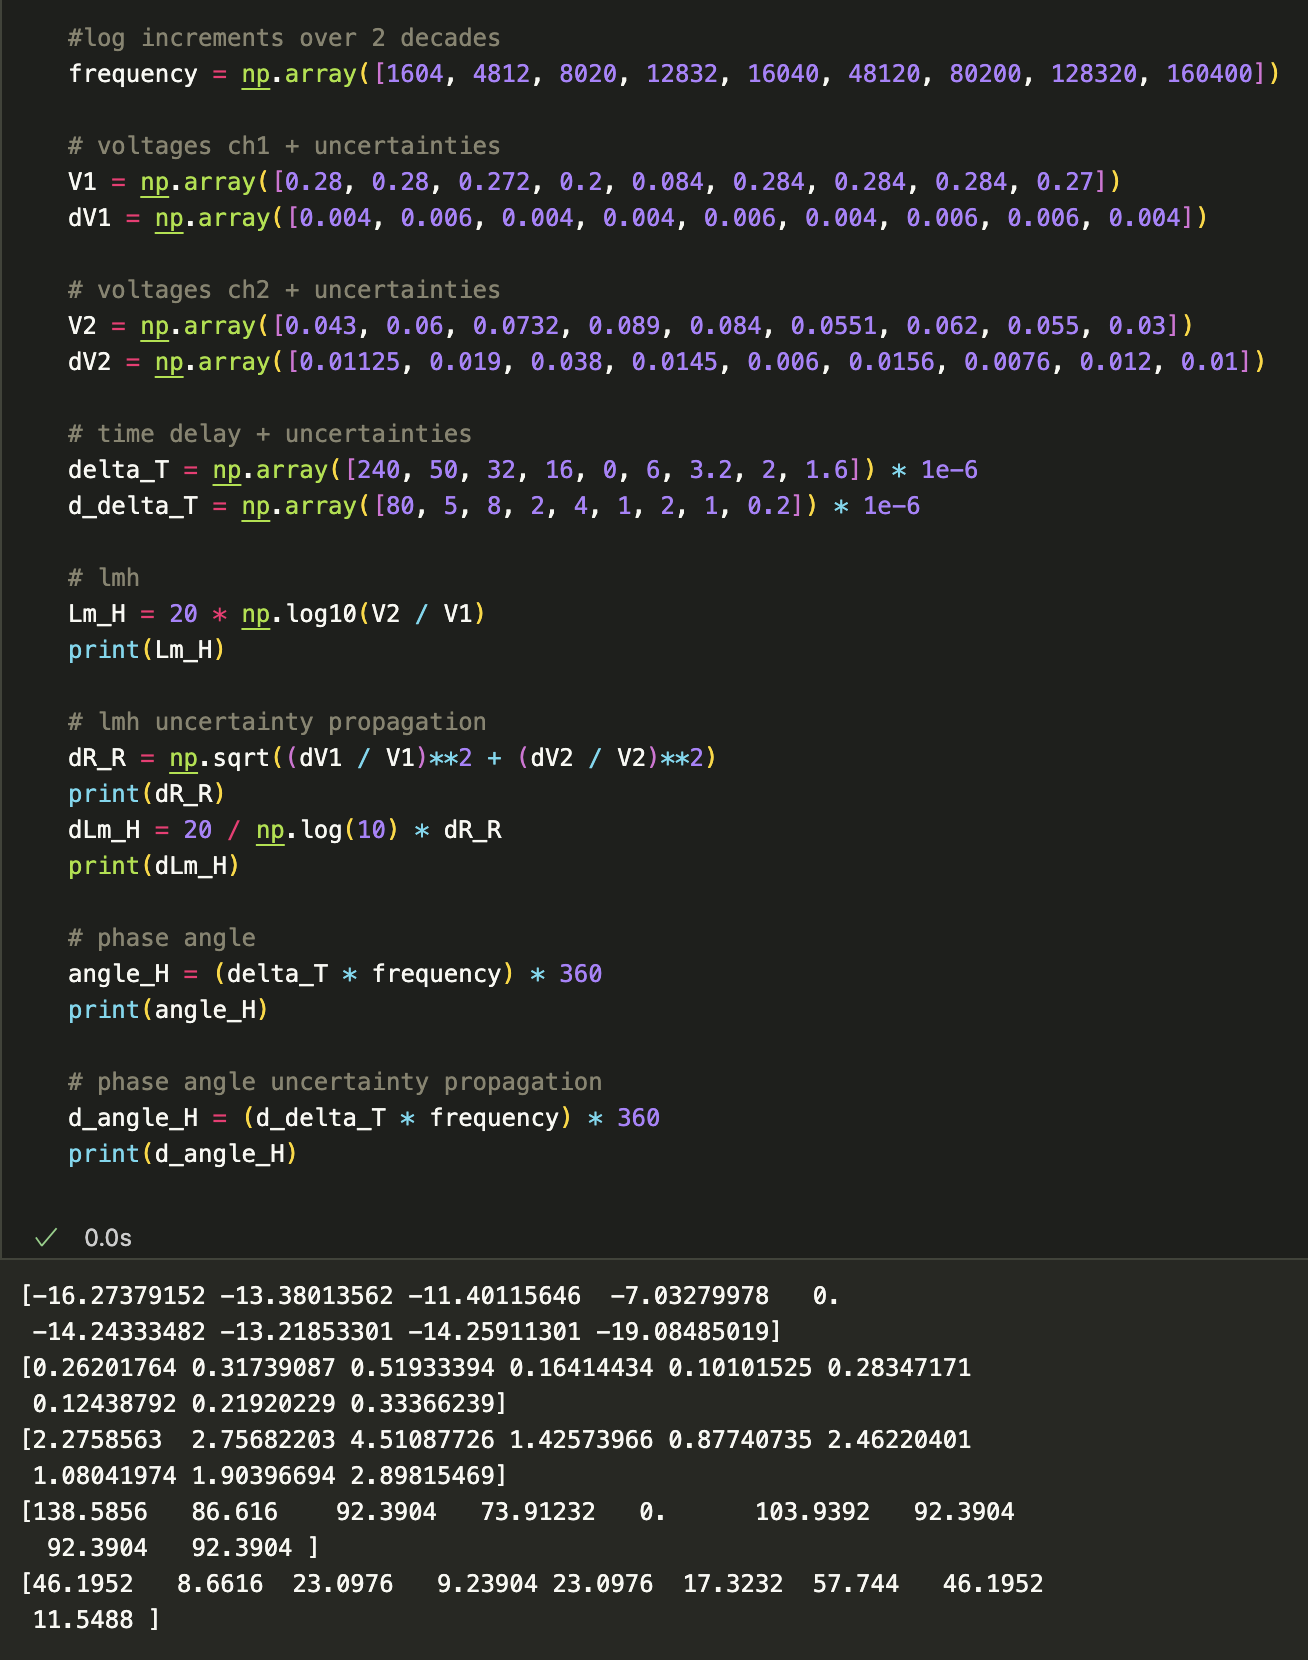 #log increments over 2 decades
frequency = np.array([1604, 4812, 8020, 12832, 16040, 48120, 80200, 128320, 160400])
# voltages ch1 + uncertainties
V1 = np.array([0.28, 0.28, 0.272, 0.2, 0.084, 0.284, 0.284, 0.284, 0.27])
dV1 = np.array([0.004, 0.006, 0.004, 0.004, 0.006, 0.004, 0.006, 0.006, 0.004])
# voltages ch2 + uncertainties
V2 = np.array([0.043, 0.06, 0.0732, 0.089, 0.084, 0.0551, 0.062, 0.055, 0.03])
dV2 = np.array([0.01125, 0.019, 0.038, 0.0145, 0.006, 0.0156, 0.0076, 0.012, 0.01])
# time delay + uncertainties
delta_T = np.array([240, 50, 32, 16, 0, 6, 3.2, 2, 1.6]) * 1e-6
d_delta_T = np.array([80, 5, 8, 2, 4, 1, 2, 1, 0.2]) * 1e-6
# lmh
Lm_H = 20 * np.log10(V2 / V1)
print(Lm_H)
# lmh uncertainty propagation
dR_R = np.sqrt((dV1 / V1)**2 + (dV2 / V2)**2)
print(dR_R)
dLm_H = 20 / np.log(10) * dR_R
print(dLm_H)
# phase angle
angle_H = (delta_T * frequency) * 360
print(angle_H)
# phase angle uncertainty propagation
d_angle_H = (d_delta_T * frequency) * 360
print(d_angle_H)
✓ 0.0s
[-16.27379152 -13.38013562 -11.40115646  -7.03279978   0.
 -14.24333482 -13.21853301 -14.25911301 -19.08485019]
[0.26201764 0.31739087 0.51933394 0.16414434 0.10101525 0.28347171
 0.12438792 0.21920229 0.33366239]
[2.2758563  2.75682203 4.51087726 1.42573966 0.87740735 2.46220401
 1.08041974 1.90396694 2.89815469]
[138.5856   86.616    92.3904   73.91232   0.      103.9392   92.3904
  92.3904   92.3904 ]
[46.1952   8.6616  23.0976   9.23904 23.0976  17.3232  57.744   46.1952
 11.5488 ]